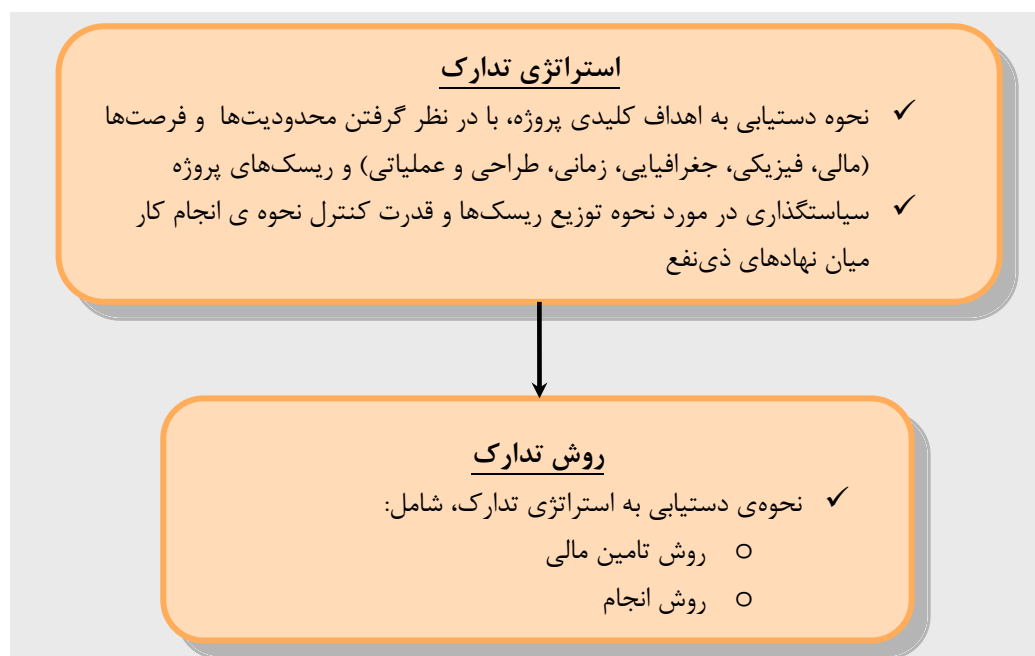 استراتژی تدارک
✓ نحوه دستیابی به اهداف کلیدی پروژه، با در نظر گرفتن محدودیت‌ها و فرصت‌ها
(مالی، فیزیکی، جغرافیایی، زمانی، طراحی و عملیاتی) و ریسک‌های پروژه
✓ سیاستگذاری در مورد نحوه توزیع ریسک‌ها و قدرت کنترل نحوه ی انجام کار
میان نهادهای ذی‌نفع
روش تدارک
✓ نحوه‌ی دستیابی به استراتژی تدارک، شامل:
o روش تامین مالی
o روش انجام